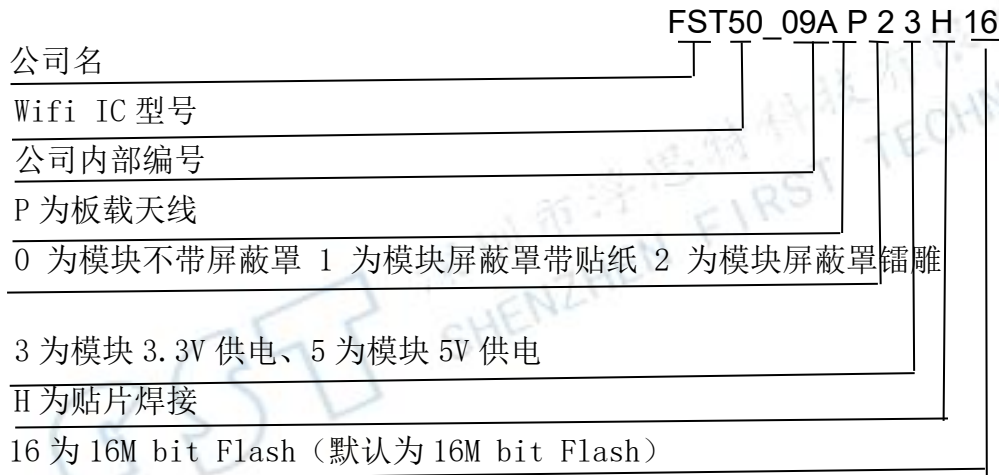 FST50_09A P 2 3 H 16
公司名
Wifi IC 型号
公司内部编号
P 为板载天线
0 为模块不带屏蔽罩 1 为模块屏蔽罩带贴纸 2 为模块屏蔽罩镭雕
3 为模块 3.3V 供电、5 为模块 5V 供电
H 为贴片焊接
16 为 16M bit Flash（默认为 16M bit Flash）
SHENZHEN FIRST TECHN